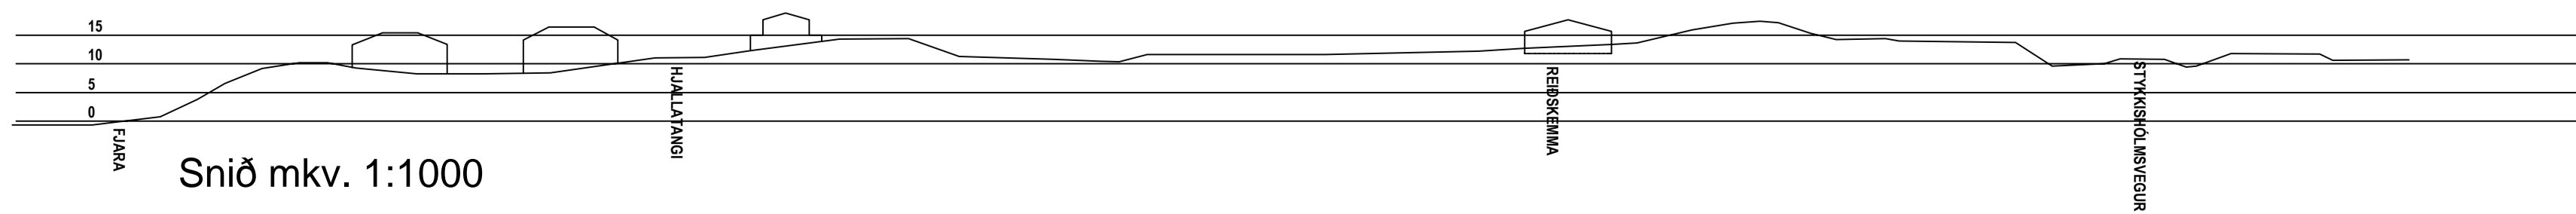 15
10
5
0
FJARA
HJALLATANGI
REIÐSKEMMA
STYKKISHÓLMSVEGUR
Snið mkv. 1:1000